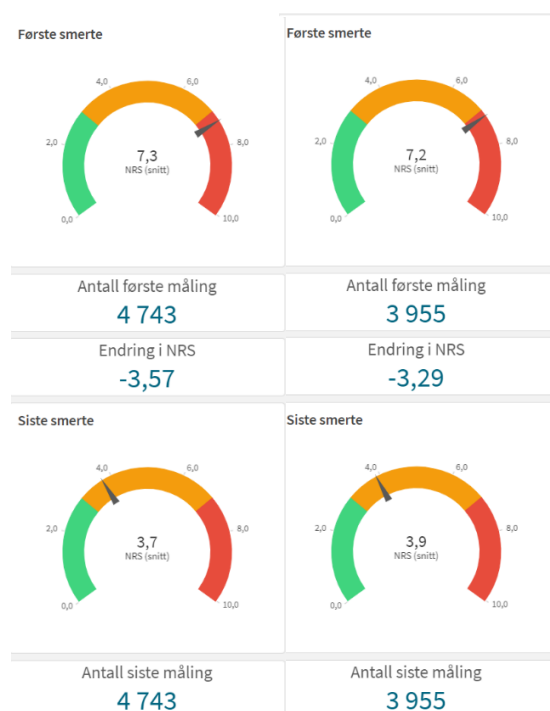 Første smerte
4,0
6,0
2,0
8,0
7,3
NRS (snitt)
0,0
10,0
Antall første måling
4 743
Endring i NRS
-3,57
Siste smerte
4,0
6,0
2,0
8,0
3,7
NRS (snitt)
0,0
10,0
Antall siste måling
4 743
Første smerte
4,0
6,0
2,0
8,0
7,2
NRS (snitt)
0,0
10,0
Antall første måling
3 955
Endring i NRS
-3,29
Siste smerte
4,0
6,0
2,0
8,0
3,9
NRS (snitt)
0,0
10,0
Antall siste måling
3 955